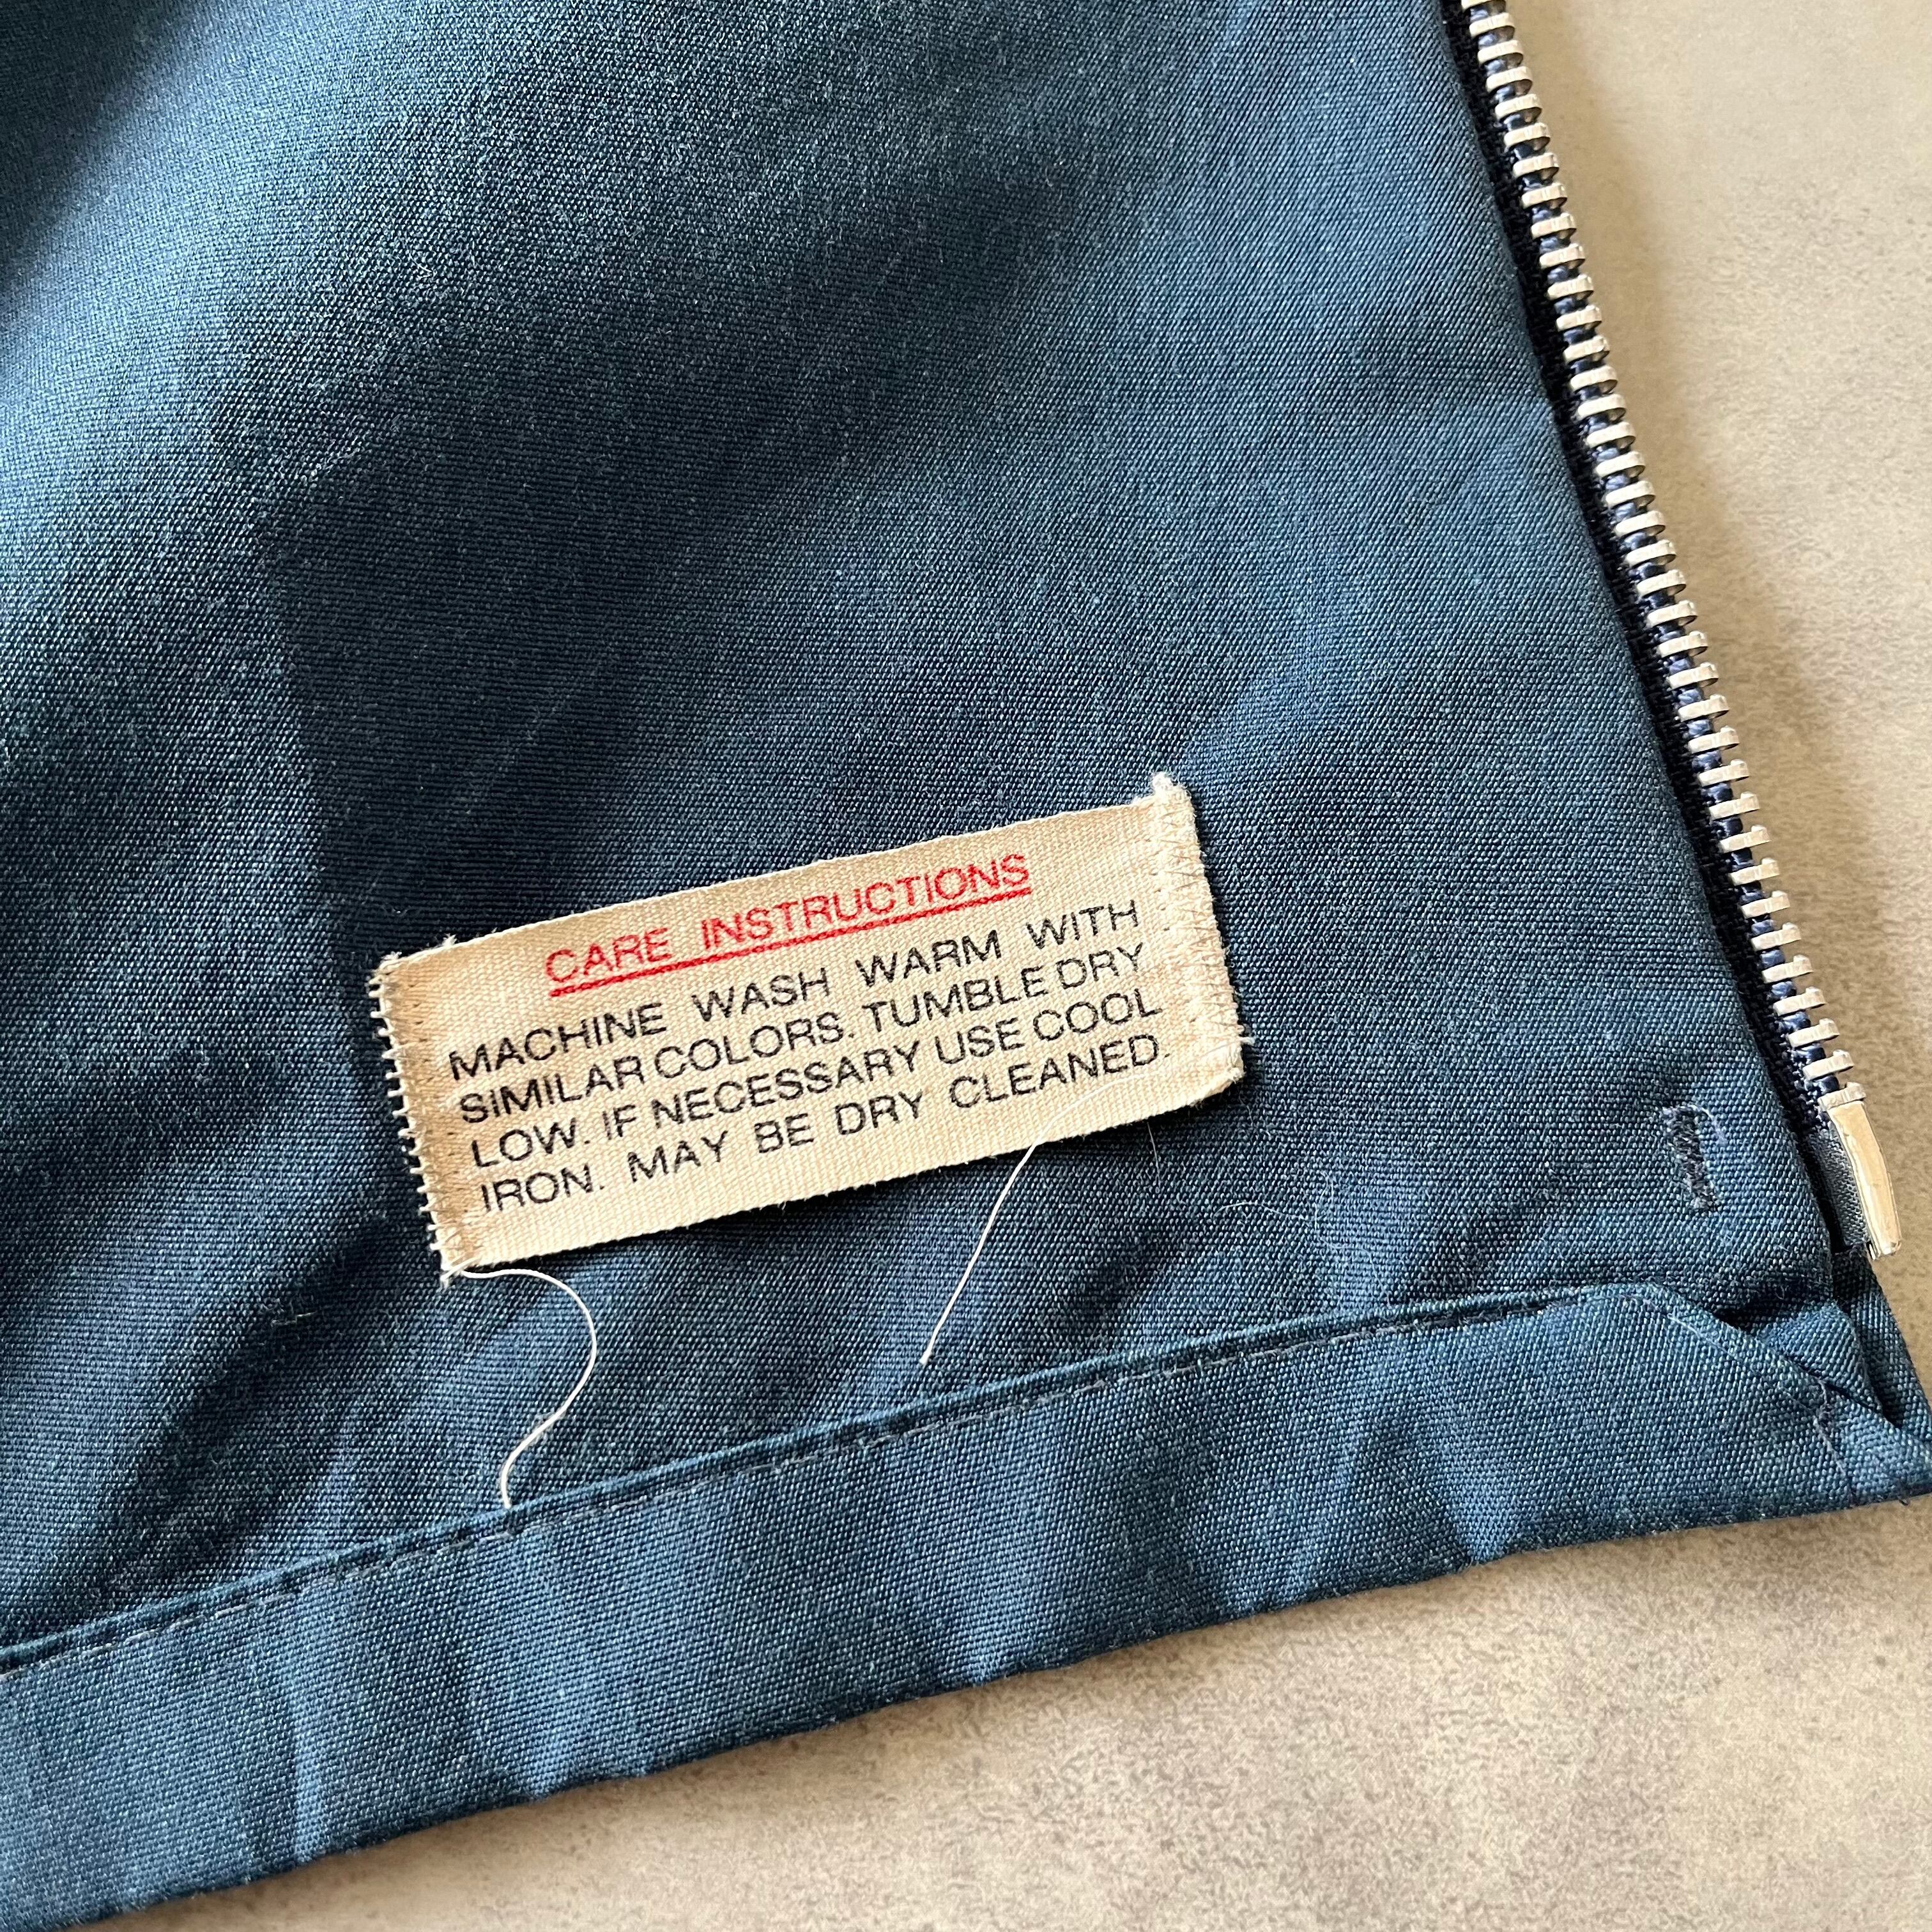 CARE INSTRUCTIONS
MACHINE WASH WARM WITH
SIMILAR COLORS. TUMBLE DRY
LOW. IF NECESSARY USE COOL
IRON. MAY BE DRY CLEANED.